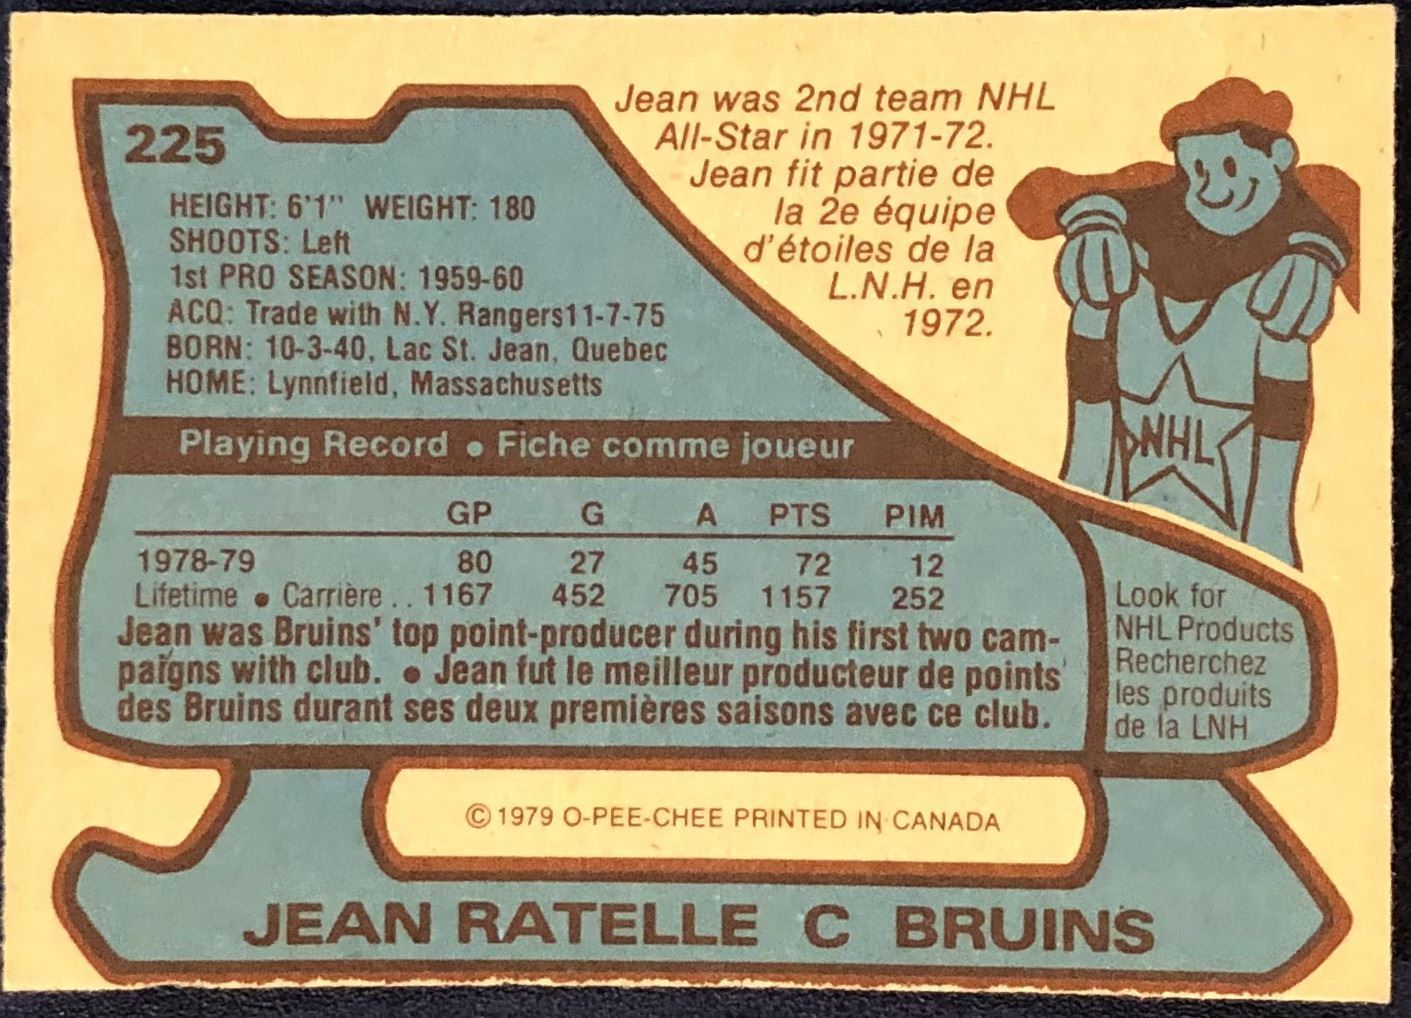 Jean was 2nd team NHL
All-Star in 1971-72.
Jean fit partie de
la 2e équipe
d'étoiles de la
L.N.H. en
1972.
225
HEIGHT: 6'1" WEIGHT: 180
SHOOTS: Left
1st PRO SEASON: 1959-60
ACQ: Trade with N.Y. Rangers11-7-75
BORN: 10-3-40, Lac St. Jean, Quebec
HOME: Lynnfield, Massachusetts
NHL
Playing Record • Fiche comme joueur
GP G A PTS PIM
1978-79 80 27 45 72 12
Lifetime • Carrière .. 1167 452 705 1157 252
Jean was Bruins' top point-producer during his first two cam-
paigns with club. • Jean fut le meilleur producteur de points
des Bruins durant ses deux premières saisons avec ce club.
Look for
NHL Products
Recherchez
les produits
de la LNH
© 1979 O-PEE-CHEE PRINTED IN CANADA
JEAN RATELLE C BRUINS